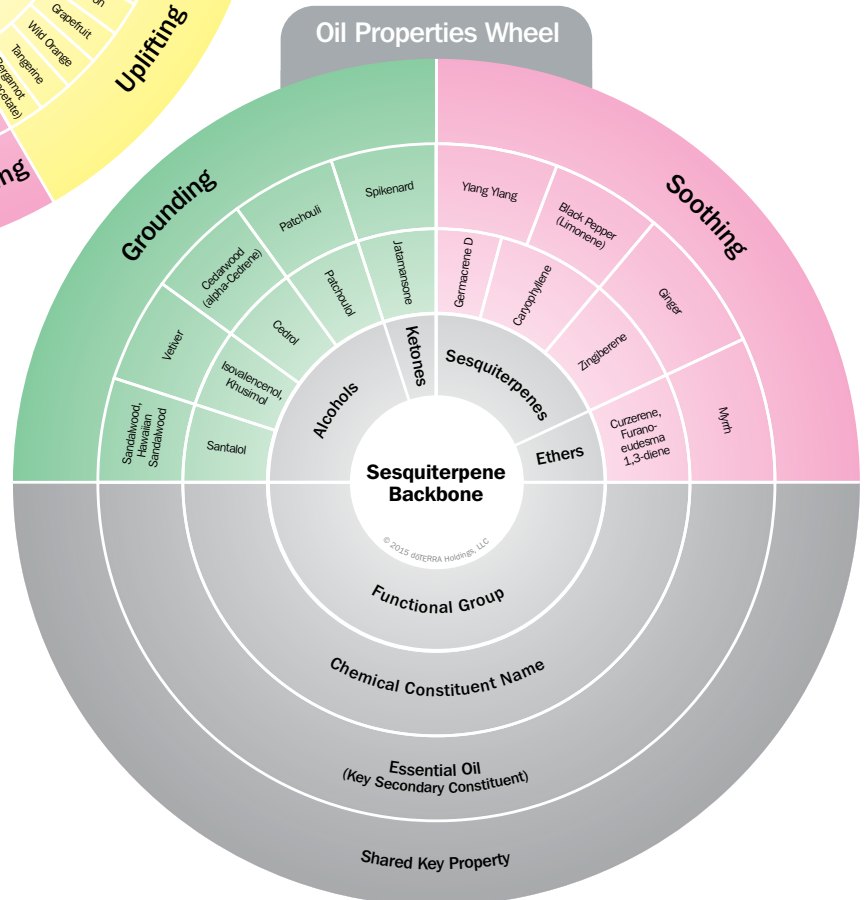 Oil Properties Wheel
Grapefruit
Wild Orange
Tangerine
Uplifting
Grounding
Soothing
Sandalwood,
Hawaiian
Sandalwood
Vetiver
Cedarwood
(alpha-Cedrene)
Patchouli
Spikenard
Ylang Ylang
Black Pepper
(Limonene)
Ginger
Myrrh
Santalol
Isovalencenol,
Khusimol
Cedrol
Patchoulol
Jatamansone
Germacrene D
Caryophyllene
Zingiberene
Curzerene,
Furano-
eudesma
1,3-diene
Alcohols
Ketones
Sesquiterpenes
Ethers
Sesquiterpene
Backbone
© 2015 dōTERRA Holdings, LLC
Functional Group
Chemical Constituent Name
Essential Oil
(Key Secondary Constituent)
Shared Key Property